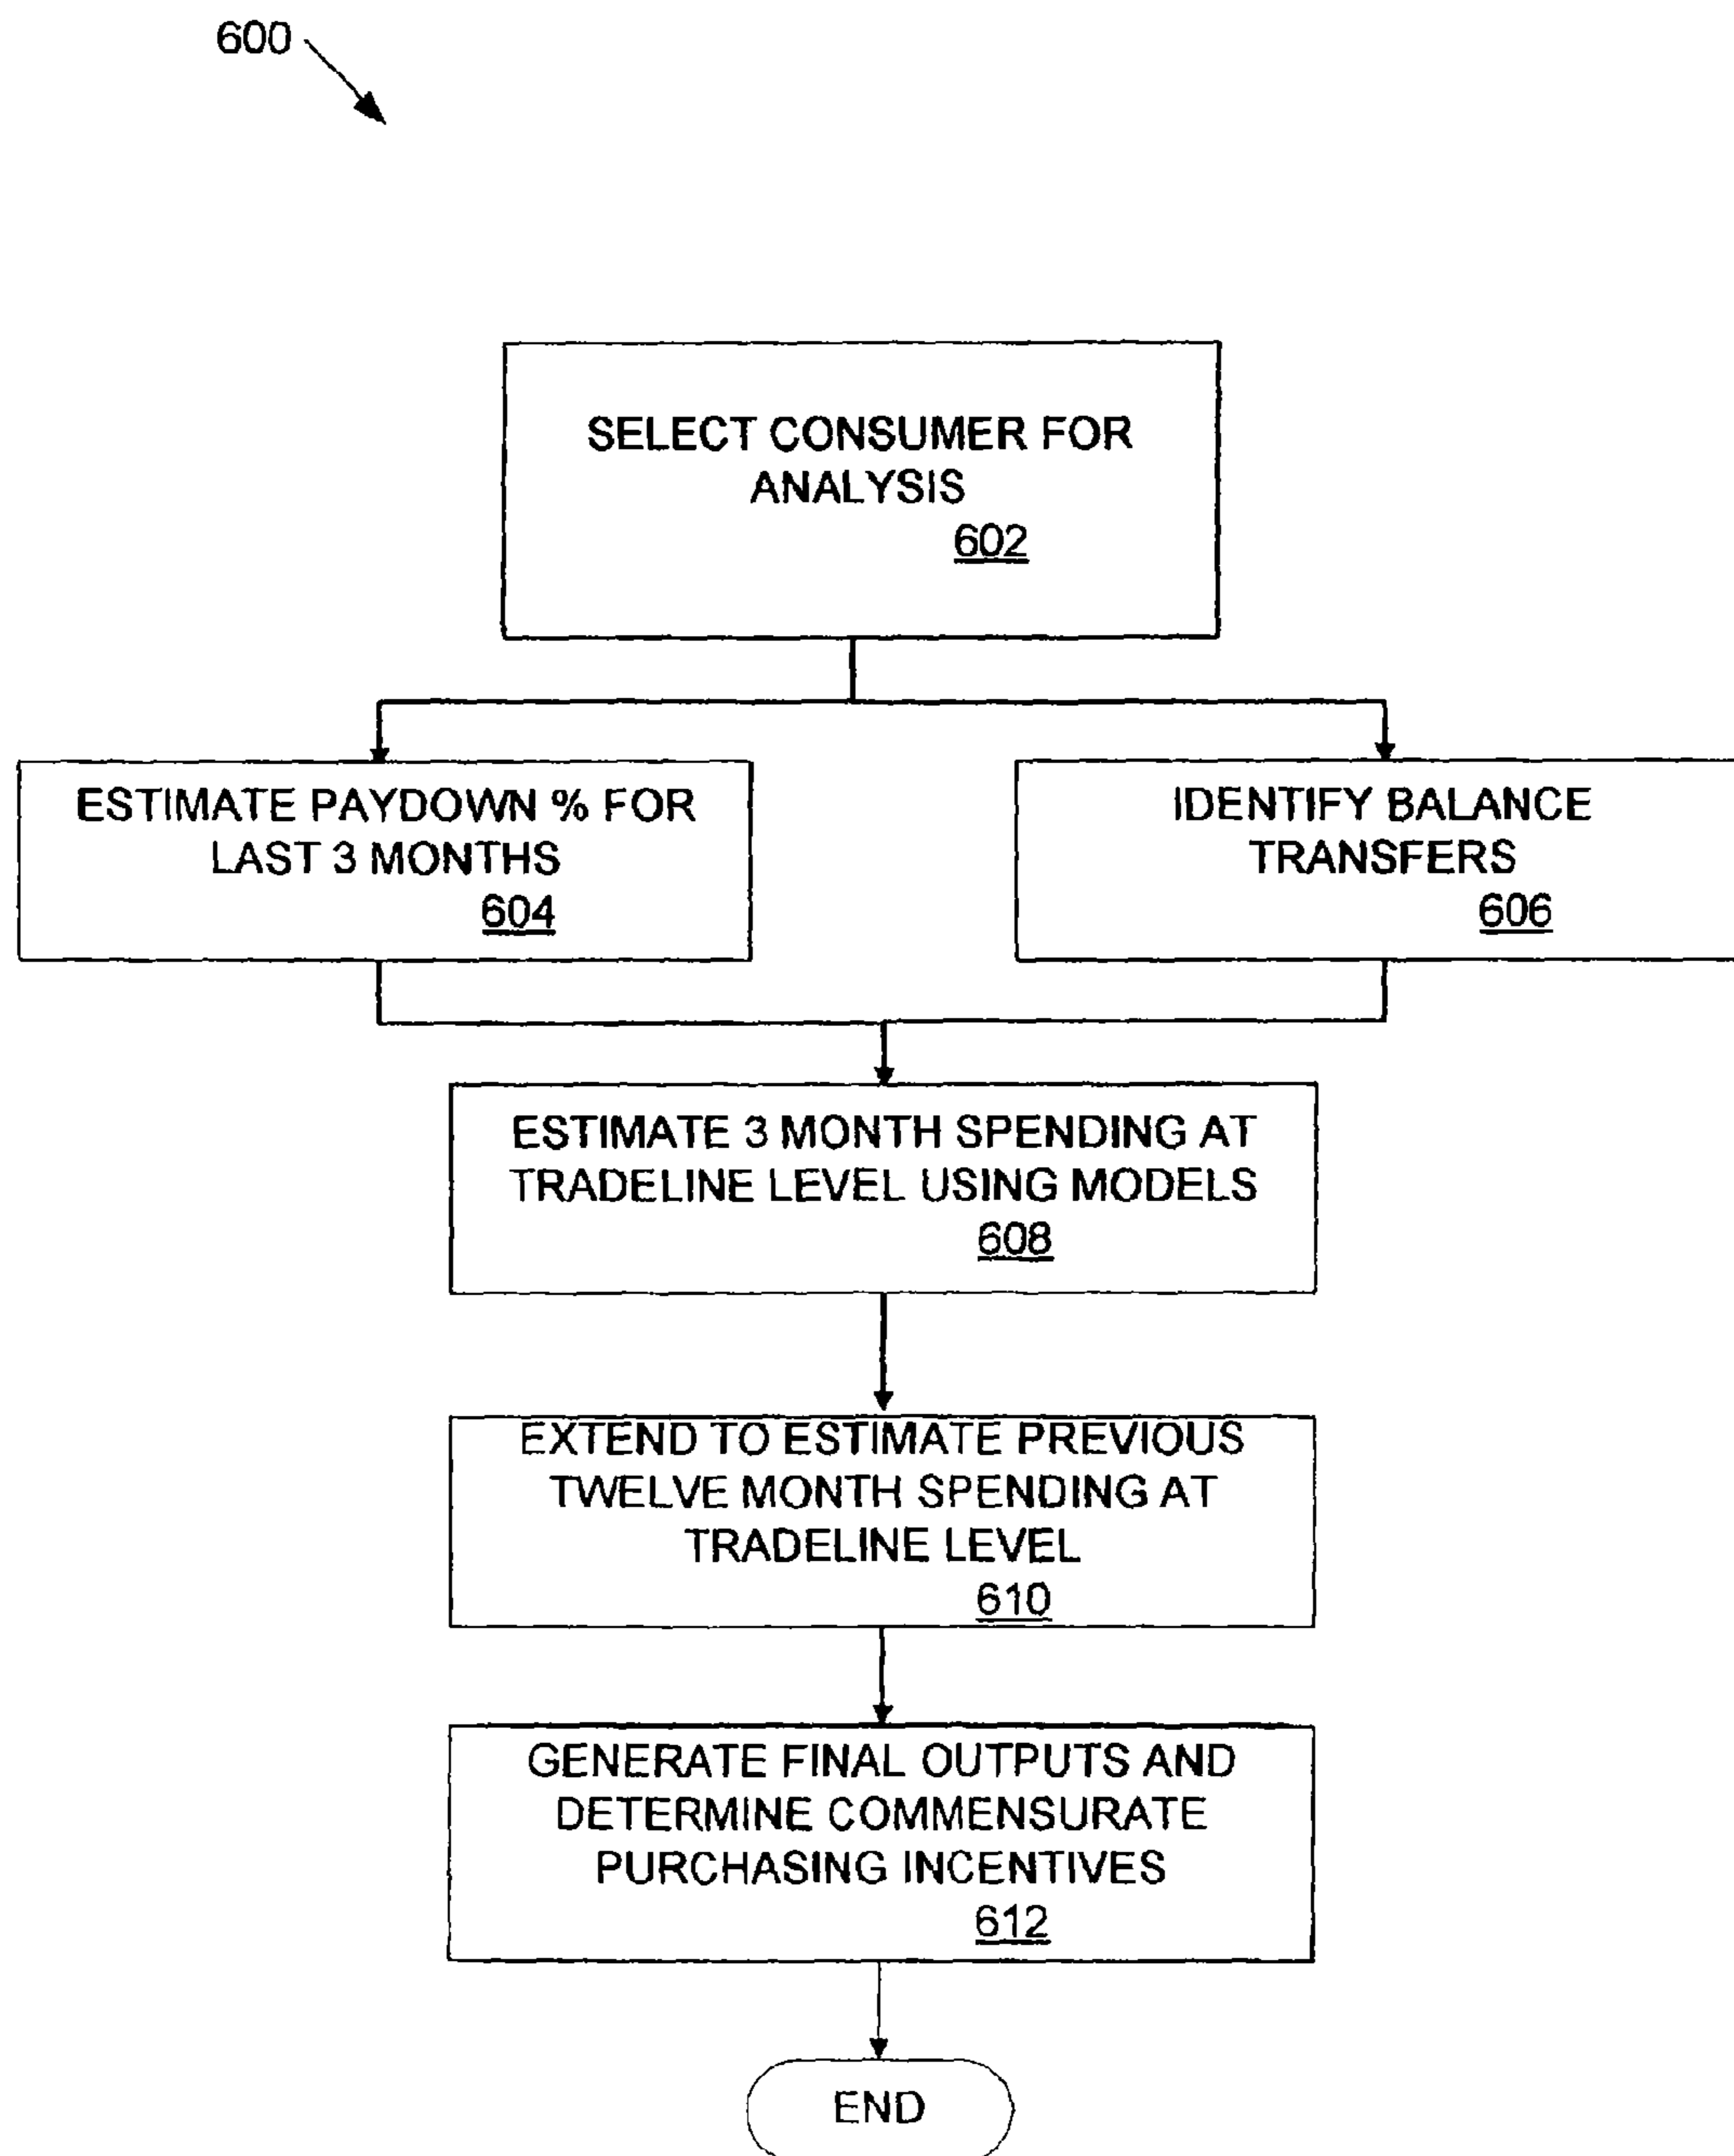 600
SELECT CONSUMER FOR
ANALYSIS
602
ESTIMATE PAYDOWN % FOR
LAST 3 MONTHS
604
IDENTIFY BALANCE
TRANSFERS
606
ESTIMATE 3 MONTH SPENDING AT
TRADELINE LEVEL USING MODELS
608
EXTEND TO ESTIMATE PREVIOUS
TWELVE MONTH SPENDING AT
TRADELINE LEVEL
610
GENERATE FINAL OUTPUTS AND
DETERMINE COMMENSURATE
PURCHASING INCENTIVES
612
END